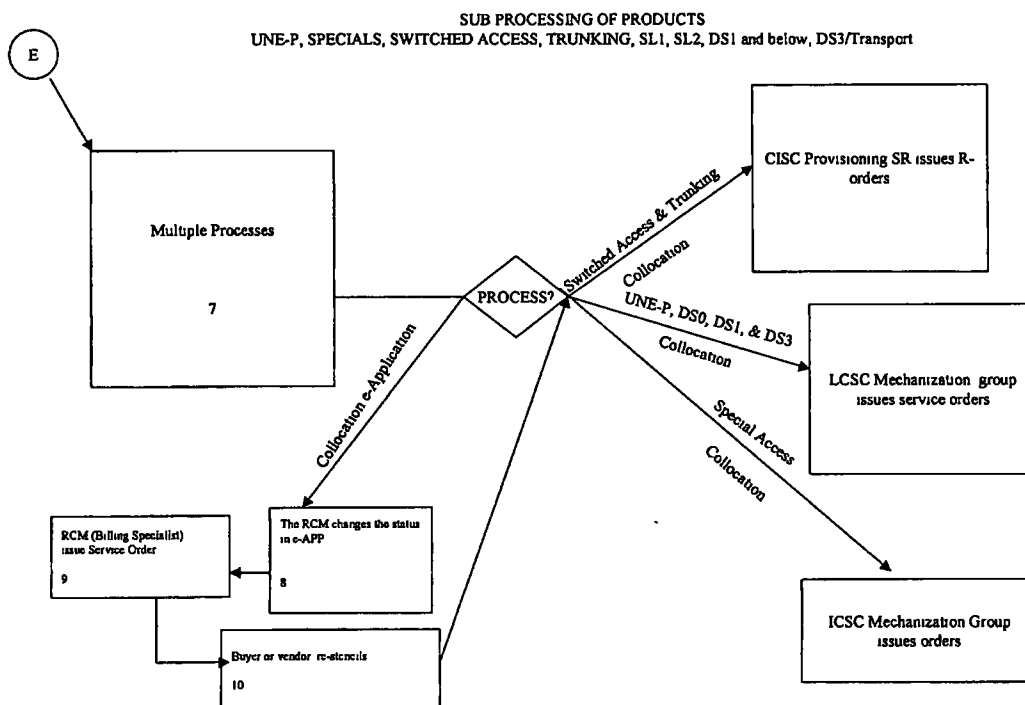 SUB PROCESSING OF PRODUCTS
UNE-P, SPECIALS, SWITCHED ACCESS, TRUNKING, SL1, SL2, DS1 and below, DS3/Transport
E
Multiple Processes
7
PROCESS?
Switched Access & Trunking
Collocation
CISC Provisioning SR issues R-
orders
UNE-P, DS0, DS1, & DS3
Collocation
LCSC Mechanization group
issues service orders
Special Access
Collocation
ICSC Mechanization Group
issues orders
Collocation e-Application
The RCM changes the status
in e-APP
8
RCM (Billing Specialist)
issue Service Order
9
Buyer or vendor re-stencils
10